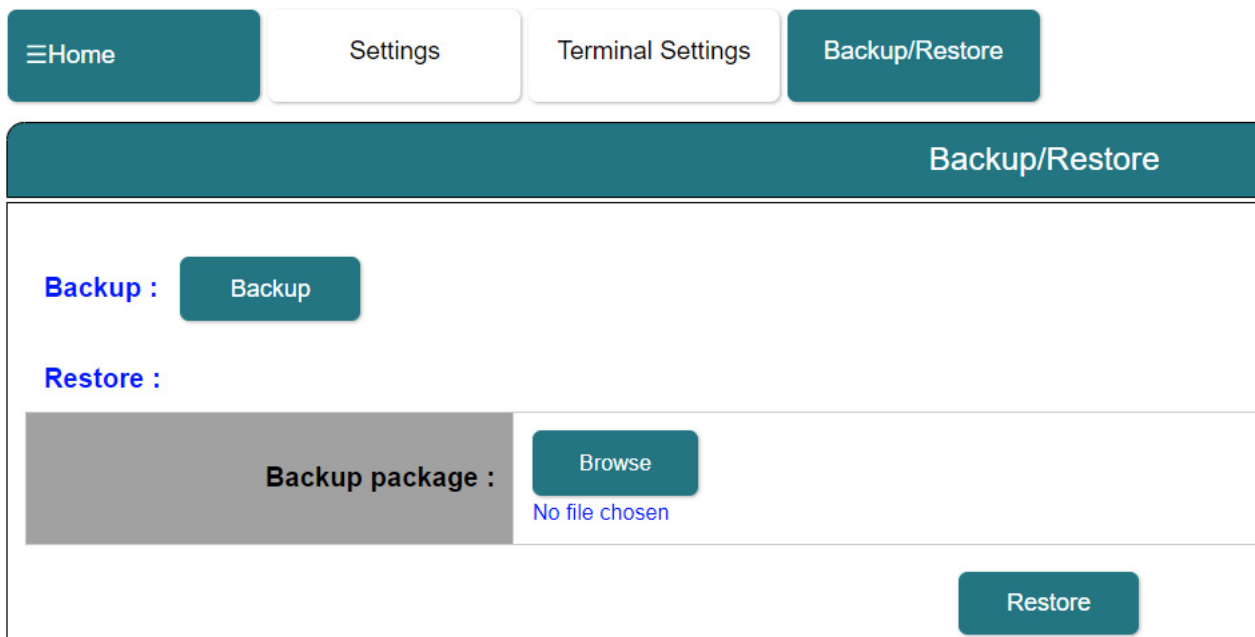 ☰Home Settings Terminal Settings Backup/Restore
Backup/Restore
Backup : Backup
Restore :
Backup package : Browse
No file chosen
Restore